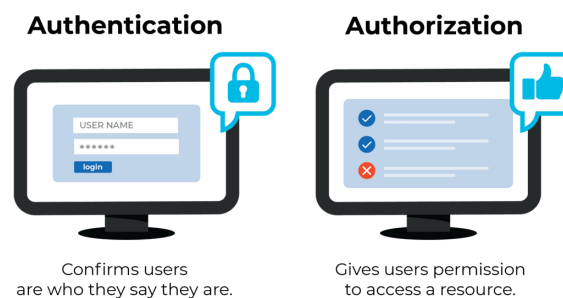 Authentication
USER NAME
******
login
Confirms users
are who they say they are.
Authorization
Gives users permission
to access a resource.